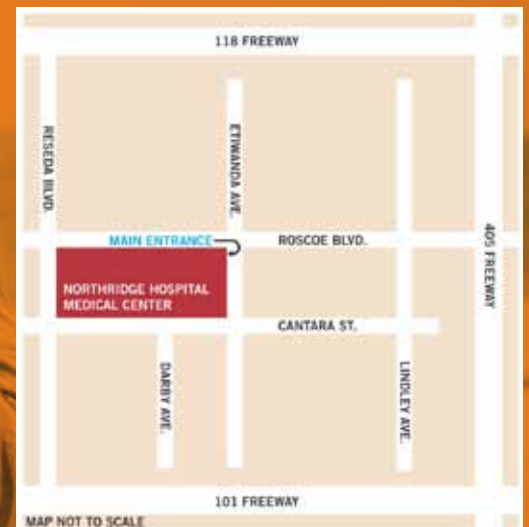 118 FREEWAY
RESEDA BLVD.
ETIWANDA AVE.
MAIN ENTRANCE
ROSCOE BLVD.
405 FREEWAY
NORTHRIDGE HOSPITAL
MEDICAL CENTER
CANTARA ST.
DARBY AVE.
LINDLEY AVE.
101 FREEWAY
MAP NOT TO SCALE